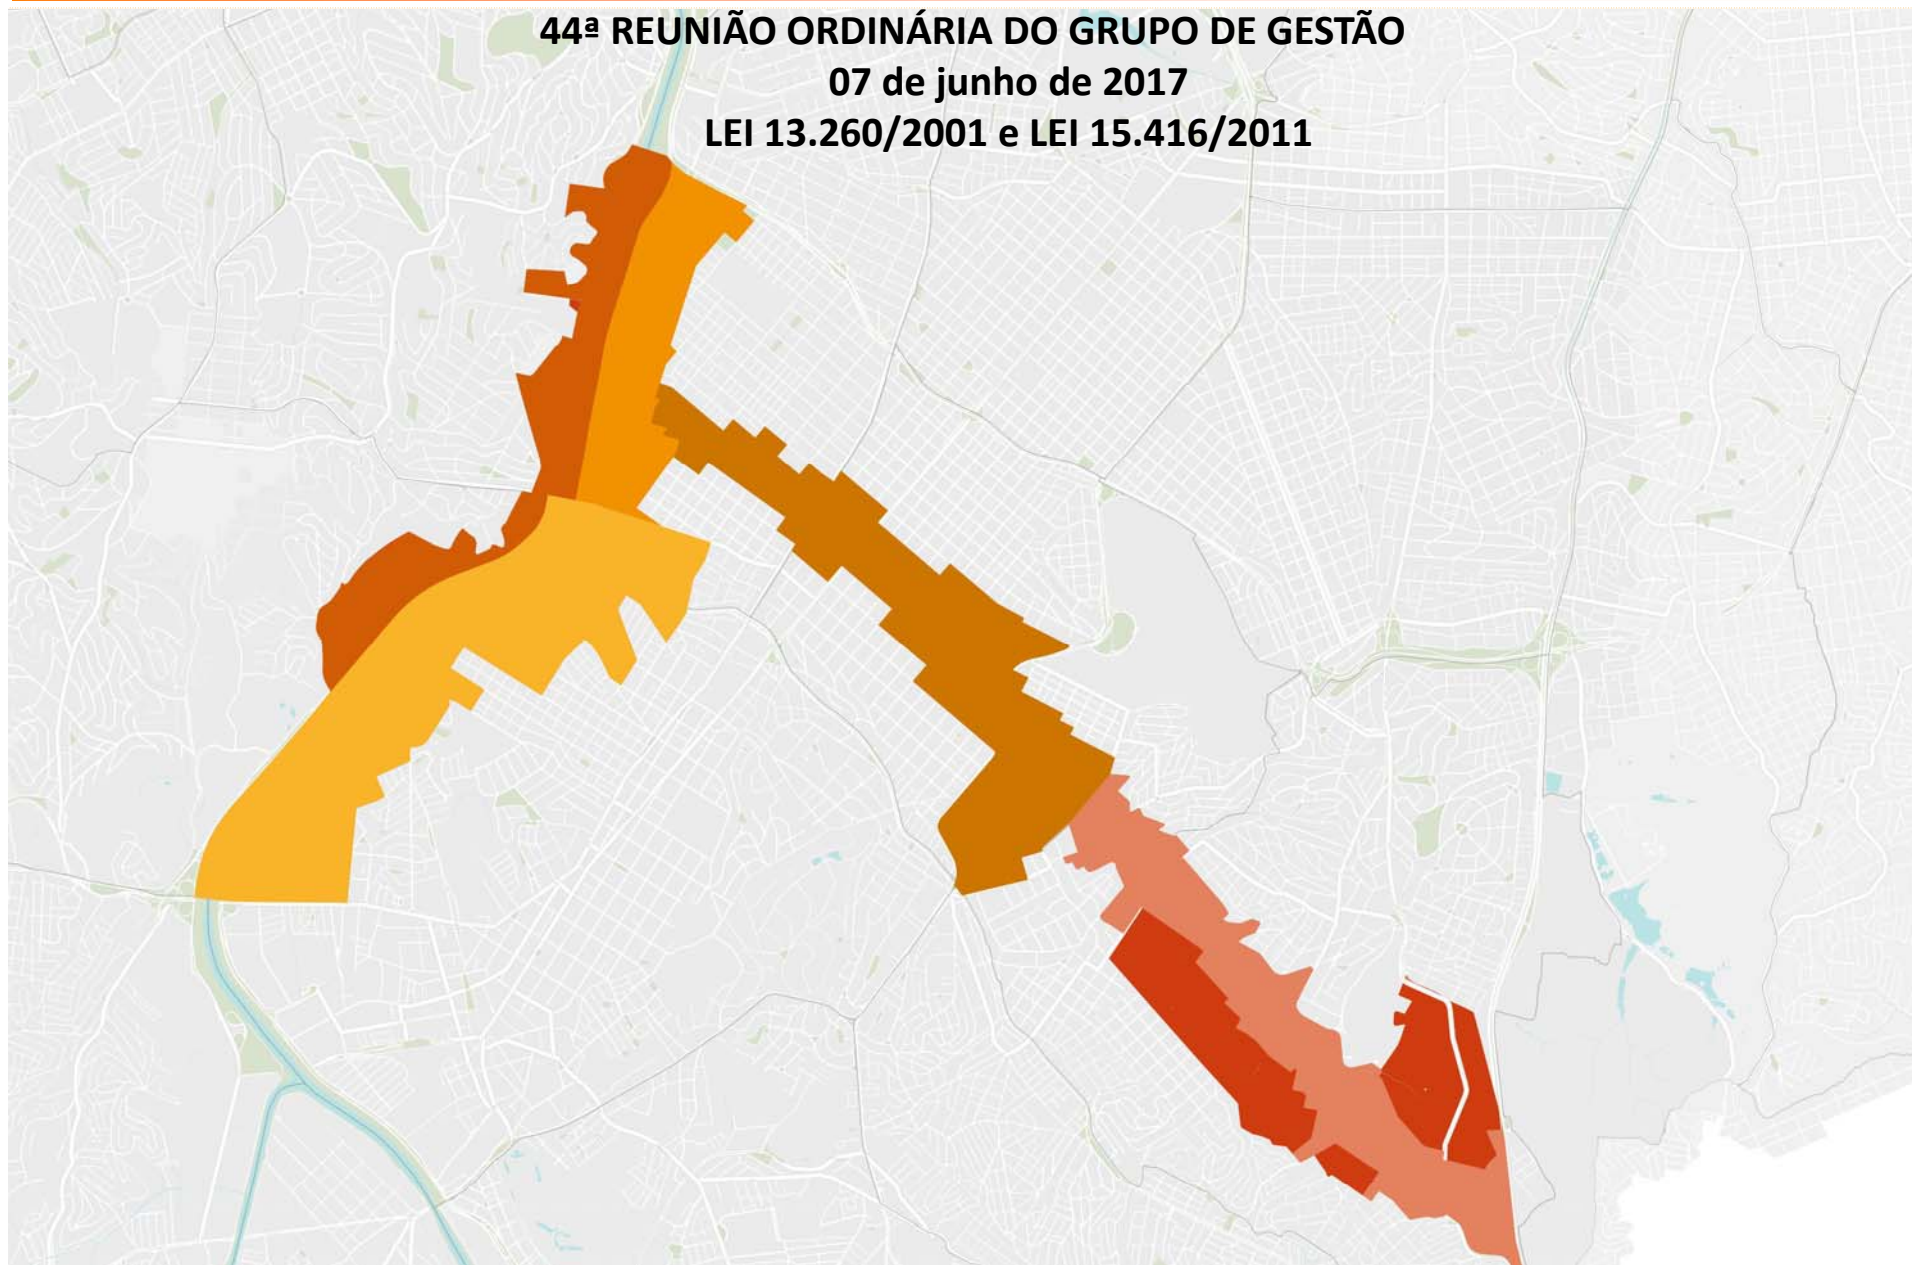 44ª REUNIÃO ORDINÁRIA DO GRUPO DE GESTÃO
07 de junho de 2017
LEI 13.260/2001 e LEI 15.416/2011